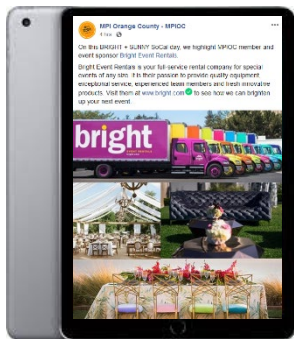 MPI Orange County - MPIOC
4 hrs
On this BRIGHT + SUNNY SoCal day, we highlight MPIOC member and
event sponsor Bright Event Rentals.
Bright Event Rentals is your full-service rental company for special
events of any size. It is their passion to provide quality equipment,
exceptional service, experienced team members and fresh innovative
products. Visit them at www.bright.com to see how we can brighten
up your next event.
bright